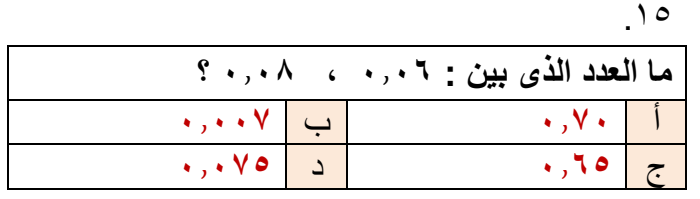 ١٥.
ما العدد الذى بين : ٠,٠٦ ، ٠,٠٨ ؟
أ ٠,٧٠ ب ٠,٠٠٧
ج ٠,٦٥ د ٠,٠٧٥